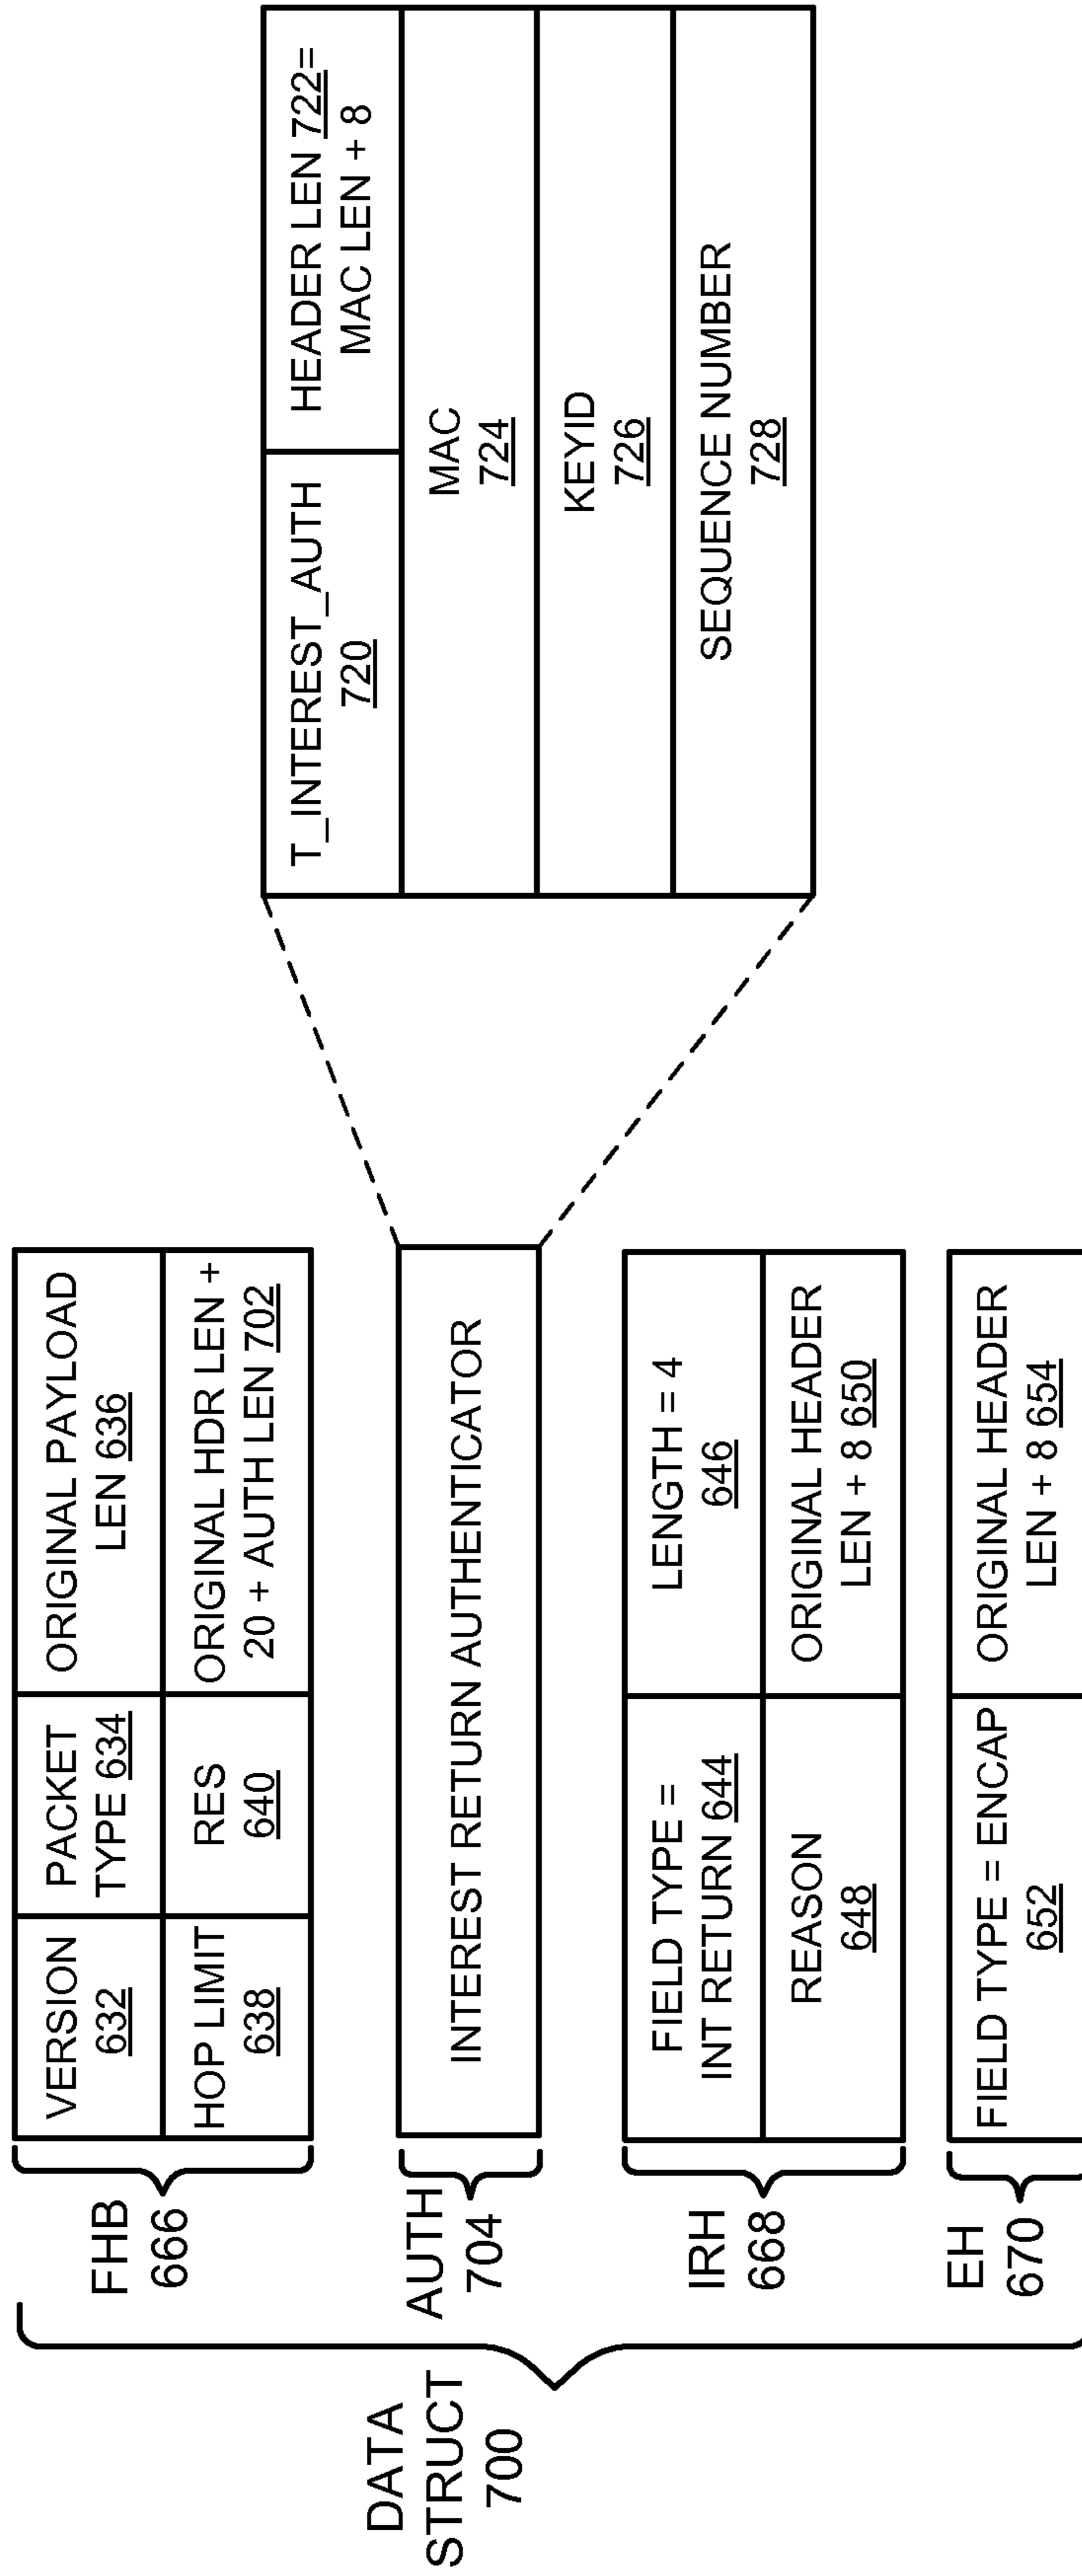 DATA
STRUCT
700
FHB
666
VERSION
632
PACKET
TYPE 634
ORIGINAL PAYLOAD
LEN 636
HOP LIMIT
638
RES
640
ORIGINAL HDR LEN +
20 + AUTH LEN 702
AUTH
704
INTEREST RETURN AUTHENTICATOR
T_INTEREST_AUTH
720
HEADER LEN 722=
MAC LEN + 8
MAC
724
KEYID
726
SEQUENCE NUMBER
728
IRH
668
FIELD TYPE =
INT RETURN 644
LENGTH = 4
646
REASON
648
ORIGINAL HEADER
LEN + 8 650
EH
670
FIELD TYPE = ENCAP
652
ORIGINAL HEADER
LEN + 8 654